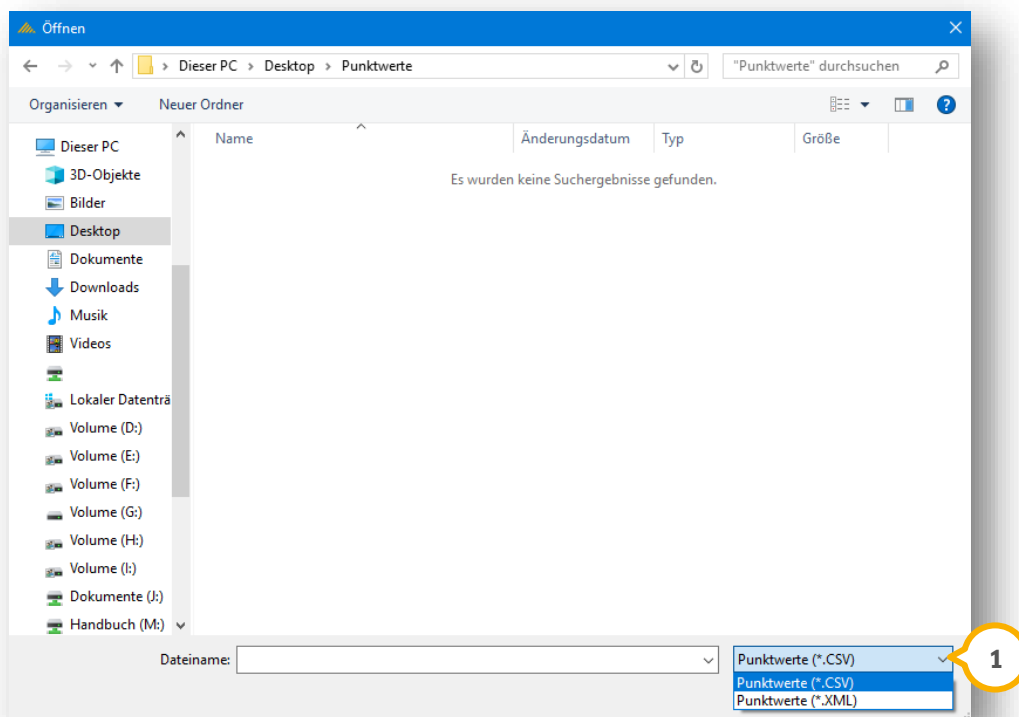 Öffnen
Dieser PC > Desktop > Punktwerte
"Punktwerte" durchsuchen
Organisieren
Neuer Ordner
Name
Änderungsdatum
Typ
Größe
Es wurden keine Suchergebnisse gefunden.
Dieser PC
3D-Objekte
Bilder
Desktop
Dokumente
Downloads
Musik
Videos
Lokaler Datenträ
Volume (D:)
Volume (E:)
Volume (F:)
Volume (G:)
Volume (H:)
Volume (I:)
Dokumente (J:)
Handbuch (M:)
Dateiname:
Punktwerte (*.CSV)
1
Punktwerte (*.CSV)
Punktwerte (*.XML)